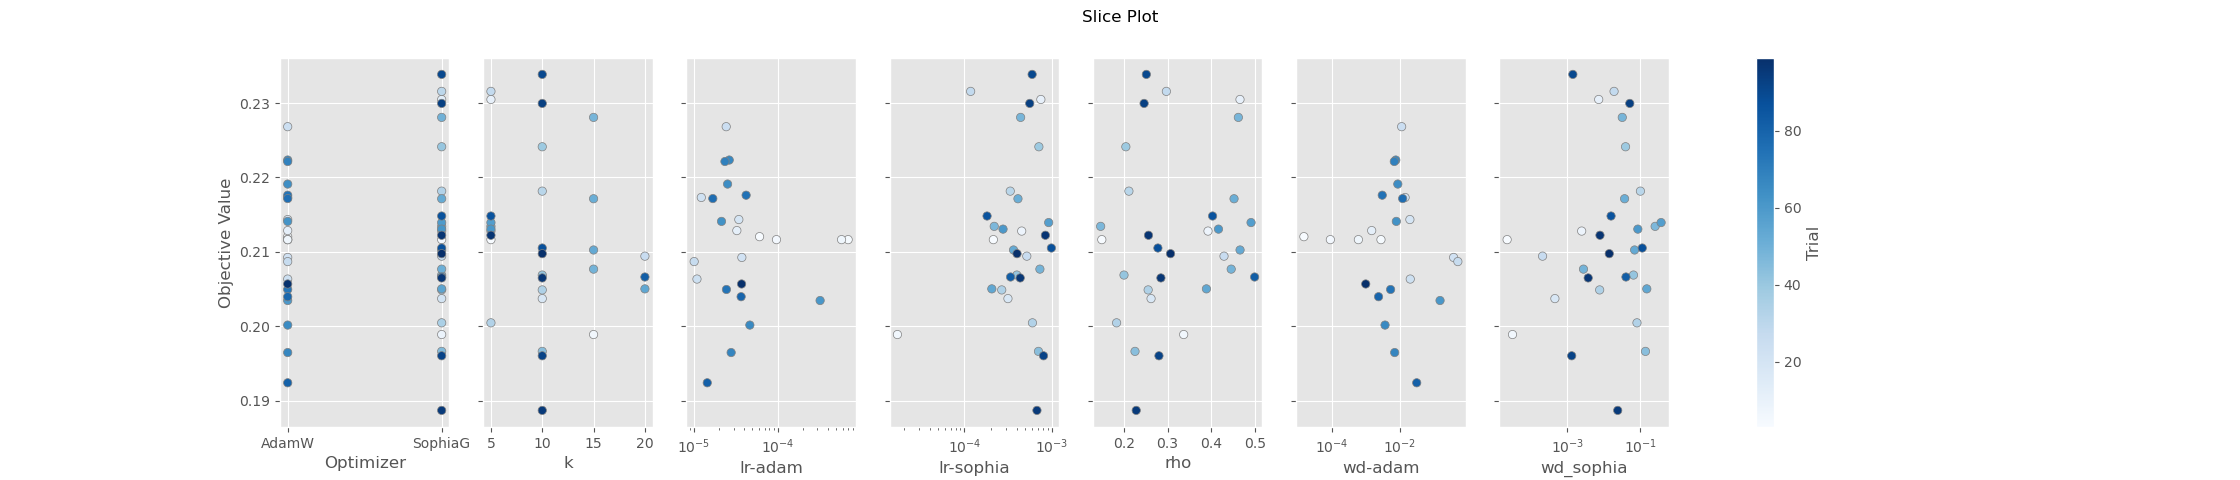 Slice Plot
Objective Value
0.23
0.22
0.21
0.20
0.19
AdamW SophiaG
Optimizer
5 10 15 20
k
10⁻⁵ 10⁻⁴
lr-adam
10⁻⁴ 10⁻³
lr-sophia
0.2 0.3 0.4 0.5
rho
10⁻⁴ 10⁻²
wd-adam
10⁻³ 10⁻¹
wd_sophia
80
60
40
20
Trial